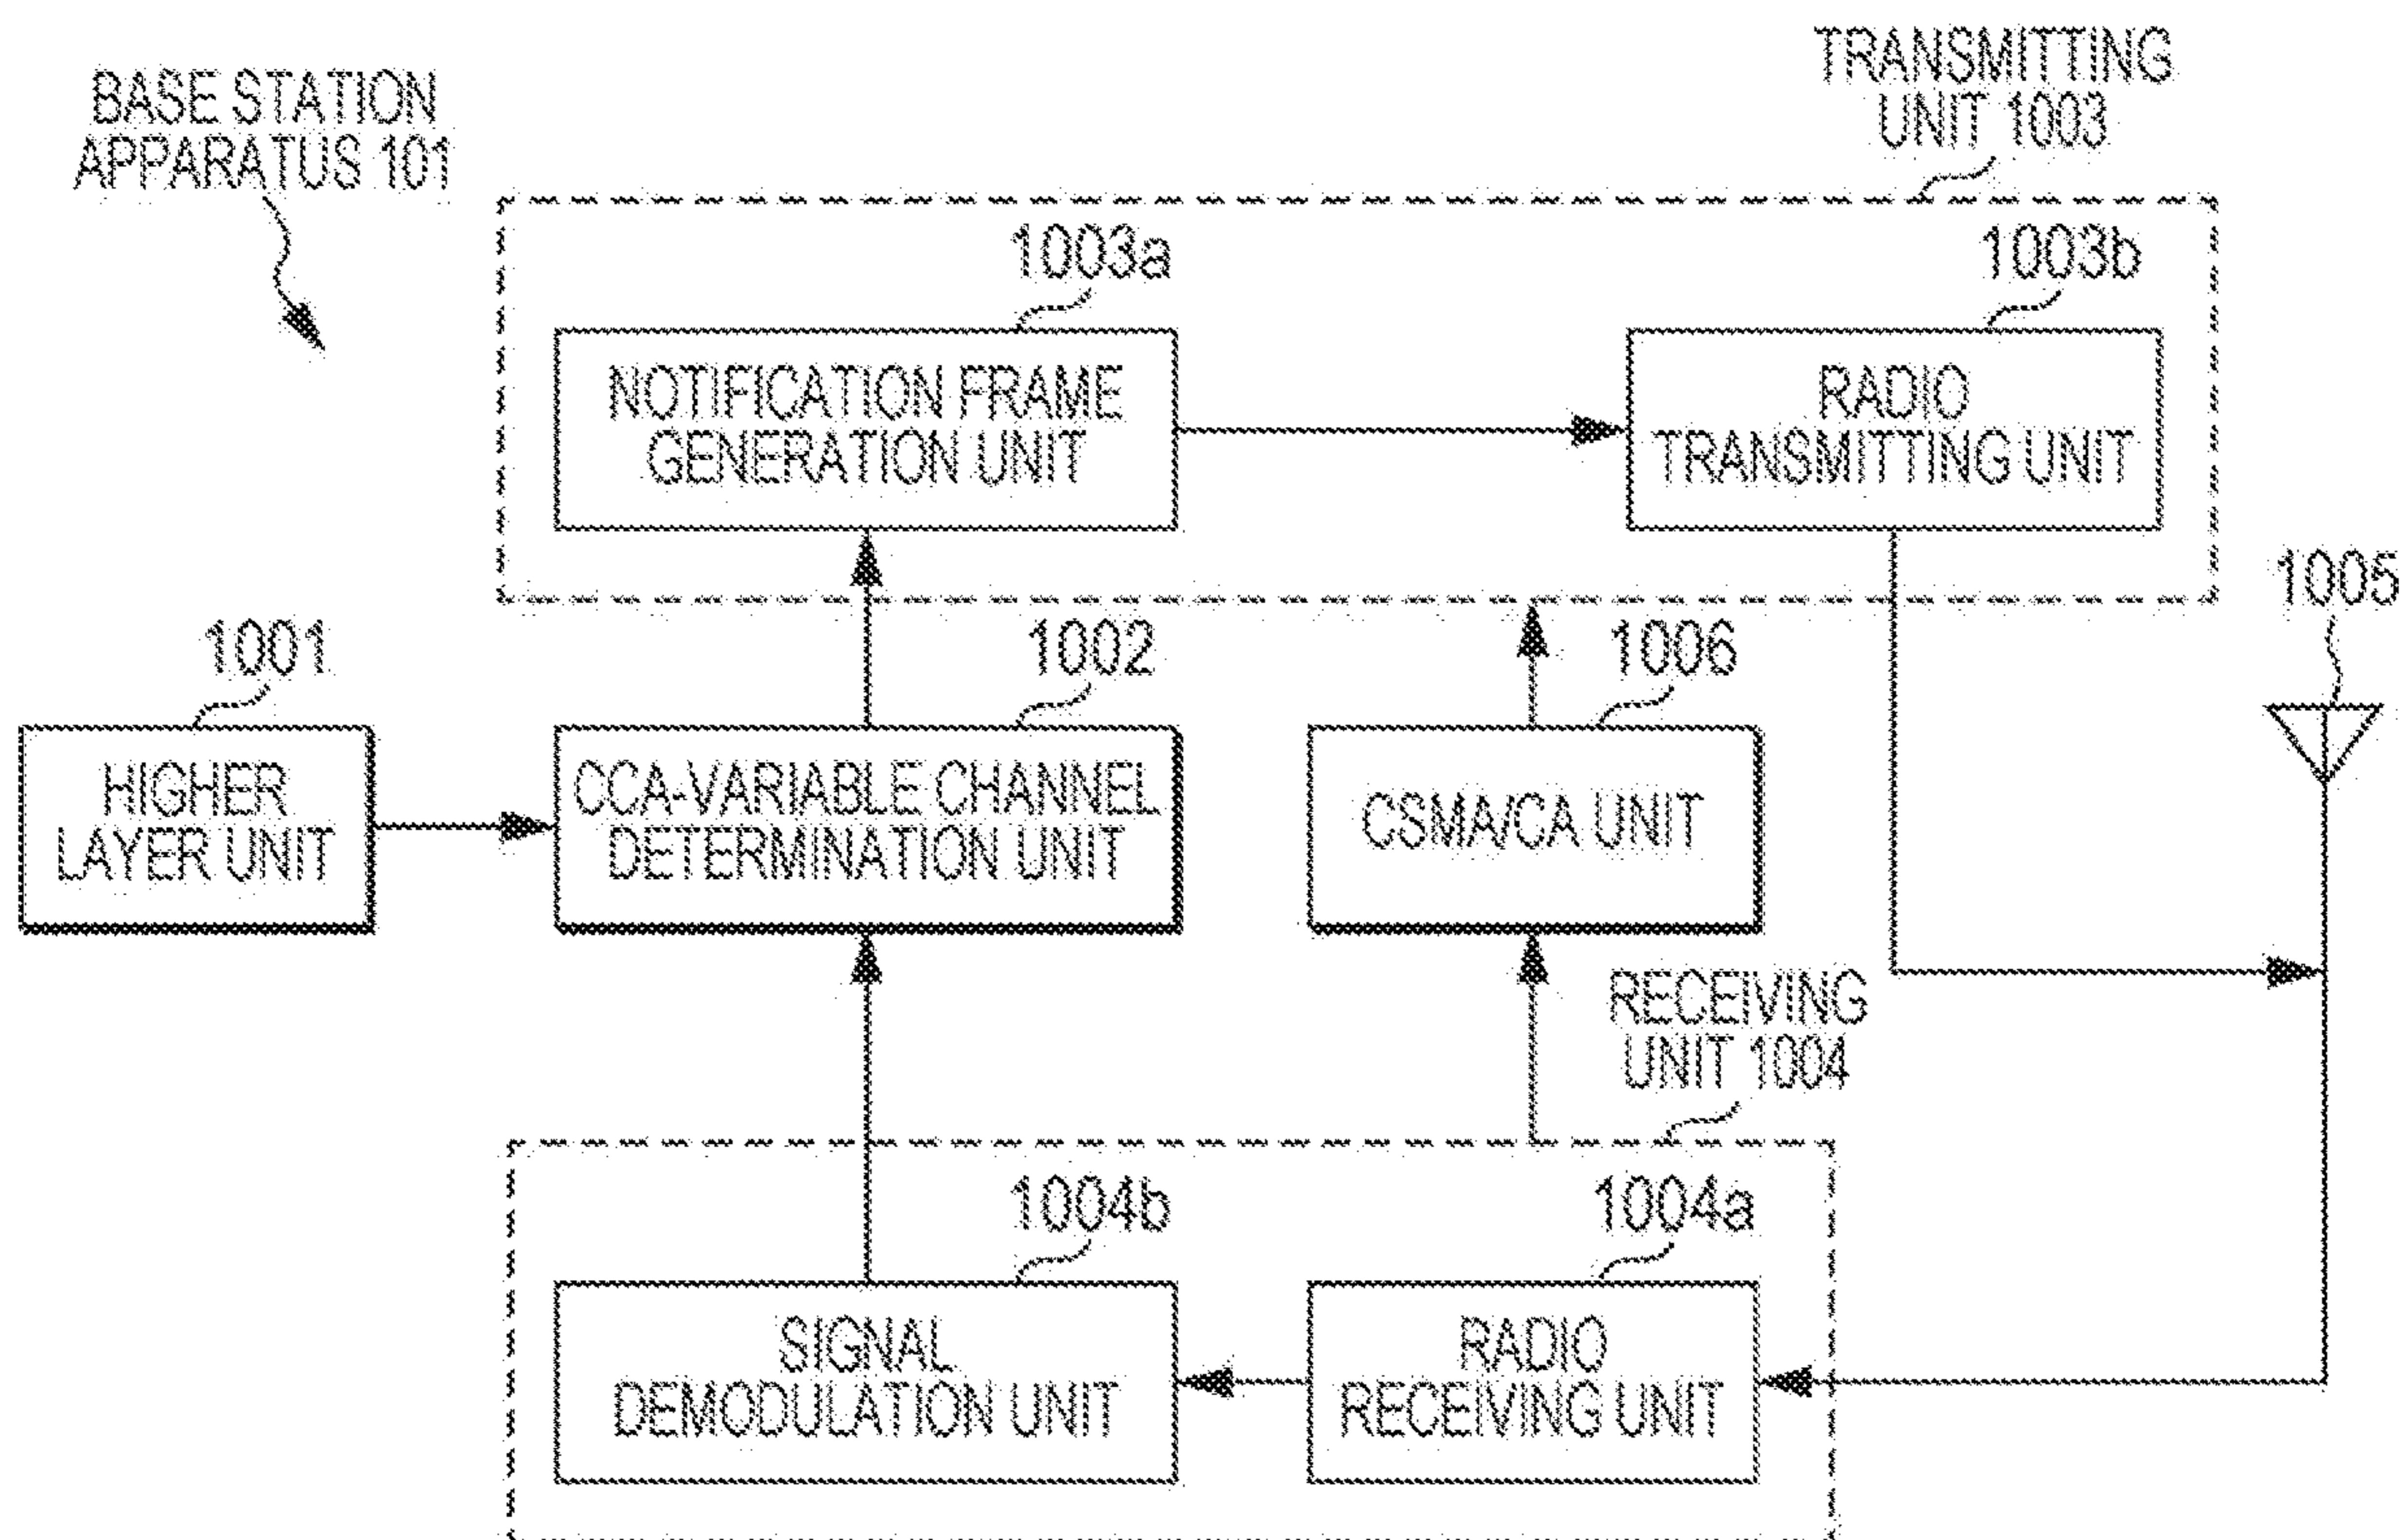 TRANSMITTING
UNIT 1003
BASE STATION
APPARATUS 101
1003a
1003b
NOTIFICATION FRAME
GENERATION UNIT
RADIO
TRANSMITTING UNIT
1005
1001
1002
1006
HIGHER
LAYER UNIT
CCA-VARIABLE CHANNEL
DETERMINATION UNIT
CSMA/CA UNIT
RECEIVING
UNIT 1004
1004b
1004a
SIGNAL
DEMODULATION UNIT
RADIO
RECEIVING UNIT